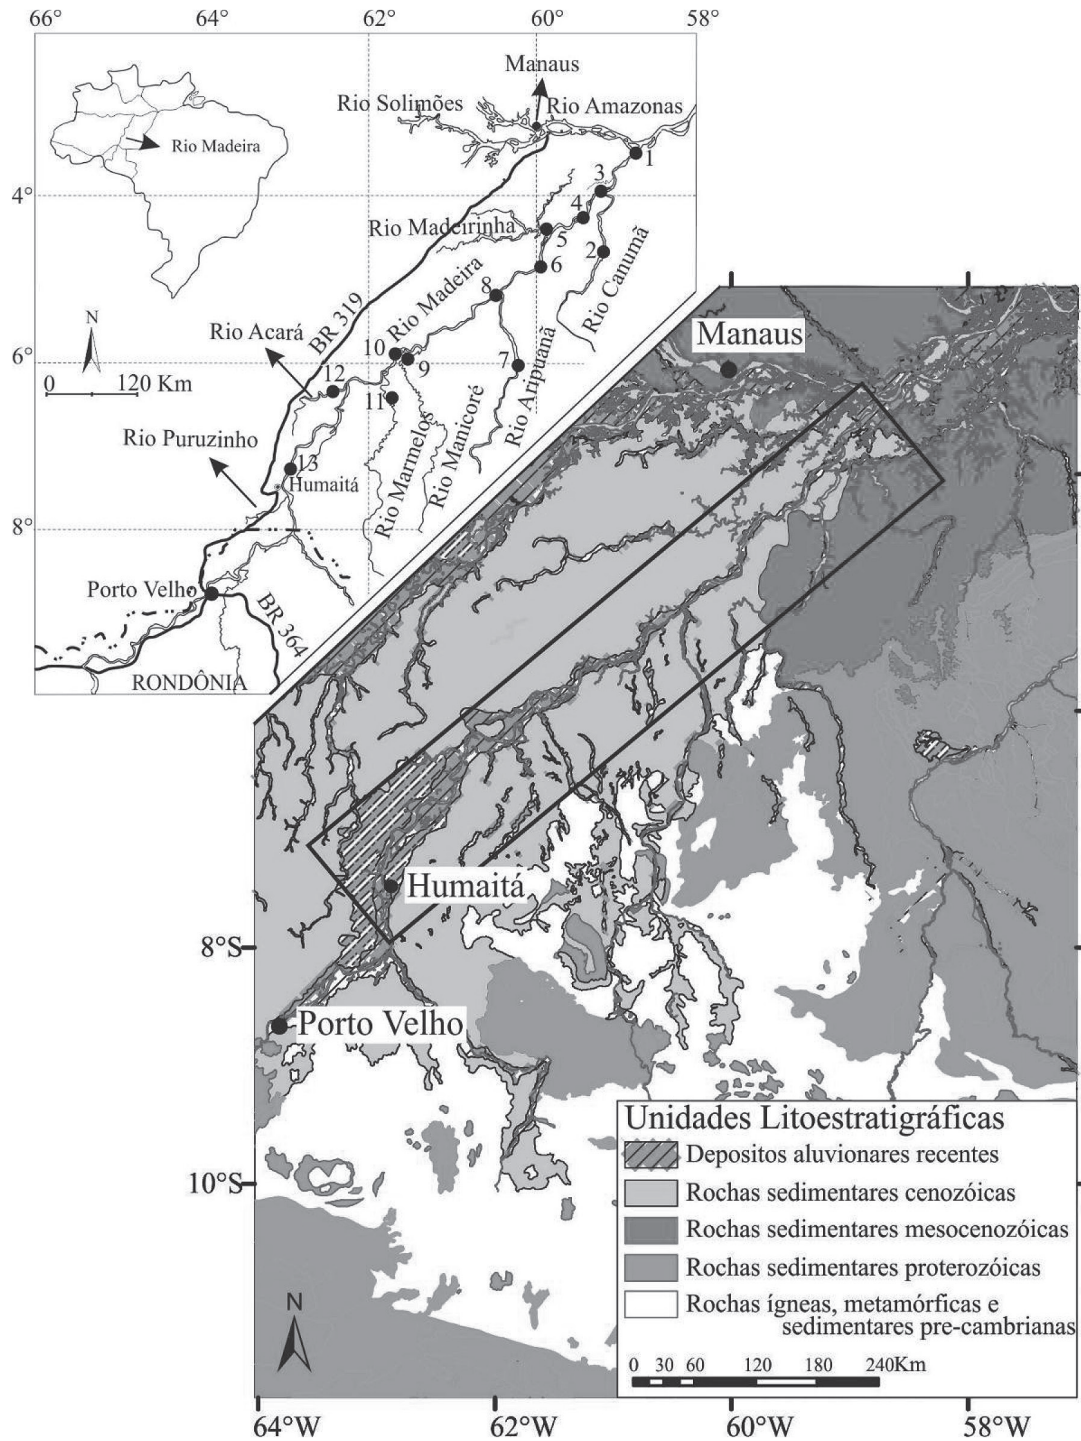 66°
64°
62°
60°
58°
Manaus
Rio Solimões
Rio Amazonas
Rio Madeira
1
3
4°
4
Rio Madeirinha
5
2
6
Rio Canumã
8
Rio Madeira
BR 319
Rio Acará
10
9
6°
7
Rio Aripuanã
N
0 120 Km
12
11
Rio Marmelos
Rio Manicoré
Rio Puruzinho
13
Humaitá
8°
Porto Velho
BR 364
RONDÔNIA
Manaus
Humaitá
8°S
Porto Velho
10°S
N
Unidades Litoestratigráficas
Depositos aluvionares recentes
Rochas sedimentares cenozóicas
Rochas sedimentares mesocenozóicas
Rochas sedimentares proterozóicas
Rochas ígneas, metamórficas e
sedimentares pre-cambrianas
0 30 60 120 180 240Km
64°W
62°W
60°W
58°W